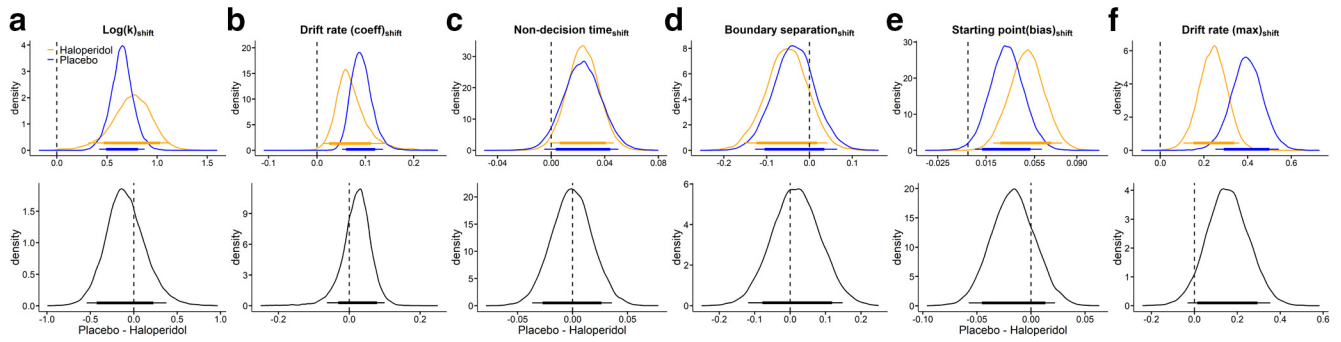 a
Log(k)shift
Haloperidol
Placebo
density
4
3
2
1
0
0.0 0.5 1.0 1.5
b
Drift rate (coeff)shift
density
20
15
10
5
0
-0.1 0.0 0.1 0.2
c
Non-decision timeshift
density
30
20
10
0
-0.04 0.00 0.04 0.08
d
Boundary separationshift
density
8
6
4
2
0
-0.2 -0.1 0.0 0.1
e
Starting point(bias)shift
density
30
20
10
0
-0.025 0.015 0.055 0.090
f
Drift rate (max)shift
density
6
4
2
0
0.0 0.2 0.4 0.6
density
1.5
1.0
0.5
0.0
-1.0 -0.5 0.0 0.5 1.0
Placebo - Haloperidol
density
9
6
3
0
-0.2 0.0 0.2
density
20
15
10
5
0
-0.05 0.00 0.05
Placebo - Haloperidol
density
6
4
2
0
-0.2 -0.1 0.0 0.1 0.2
density
20
15
10
5
0
-0.10 -0.05 0.00 0.05
Placebo - Haloperidol
density
4
3
2
1
0
-0.2 0.0 0.2 0.4 0.6